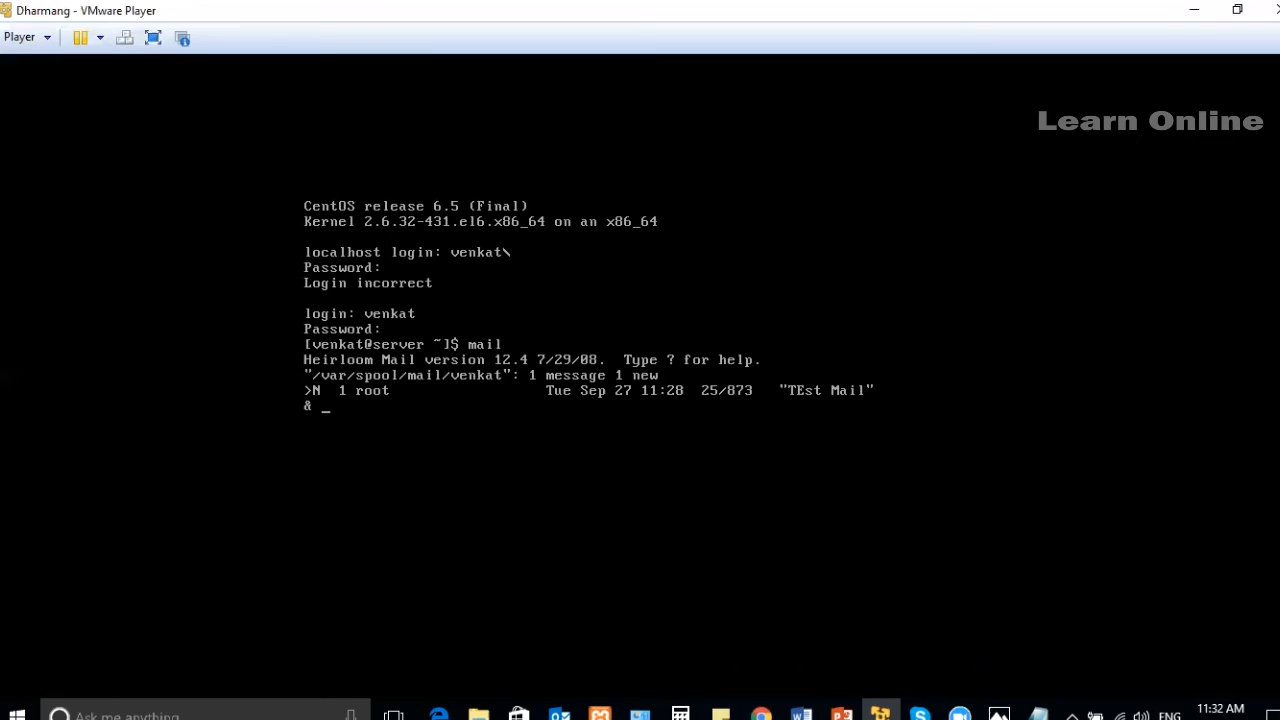 Dharmang - VMware Player
Player
Learn Online
CentOS release 6.5 (Final)
Kernel 2.6.32-431.el6.x86_64 on an x86_64
localhost login: venkat\
Password:
Login incorrect
login: venkat
Password:
[venkat@server ~]$ mail
Heirloom Mail version 12.4 7/29/08.  Type ? for help.
"/var/spool/mail/venkat": 1 message 1 new
>N  1 root                  Tue Sep 27 11:28  25/873   "TEst Mail"
& _
Ask me anything
ENG
11:32 AM